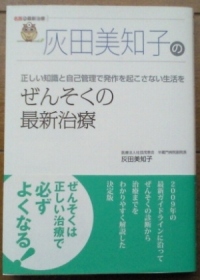 灰田美知子の
正しい知識と自己管理で発作を起こさない生活を
ぜんそくの
最新治療
灰田美知子
2009年の
最新ガイドラインに沿って
ぜんそくの診断から
治療までを
わかりやすく解説した
決定版
ぜんそくは
正しい治療で
必ず
よくなる!